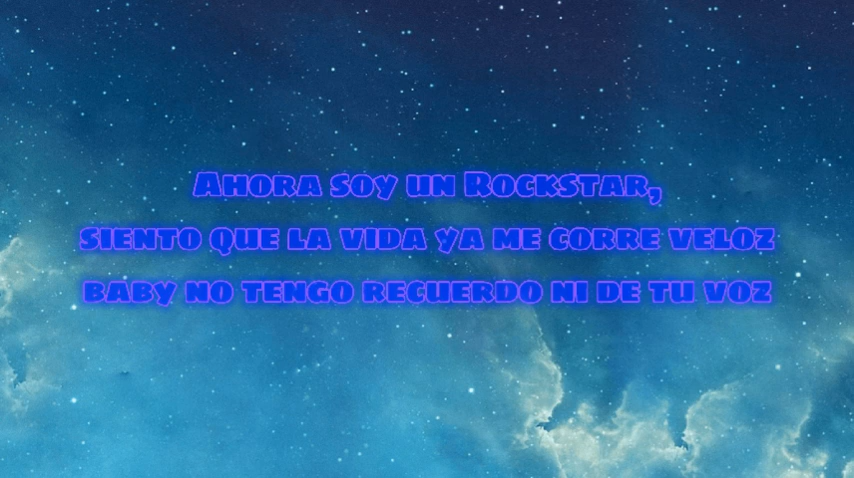 Ahora soy un Rockstar,
siento que la vida ya me corre veloz
baby no tengo recuerdo ni de tu voz